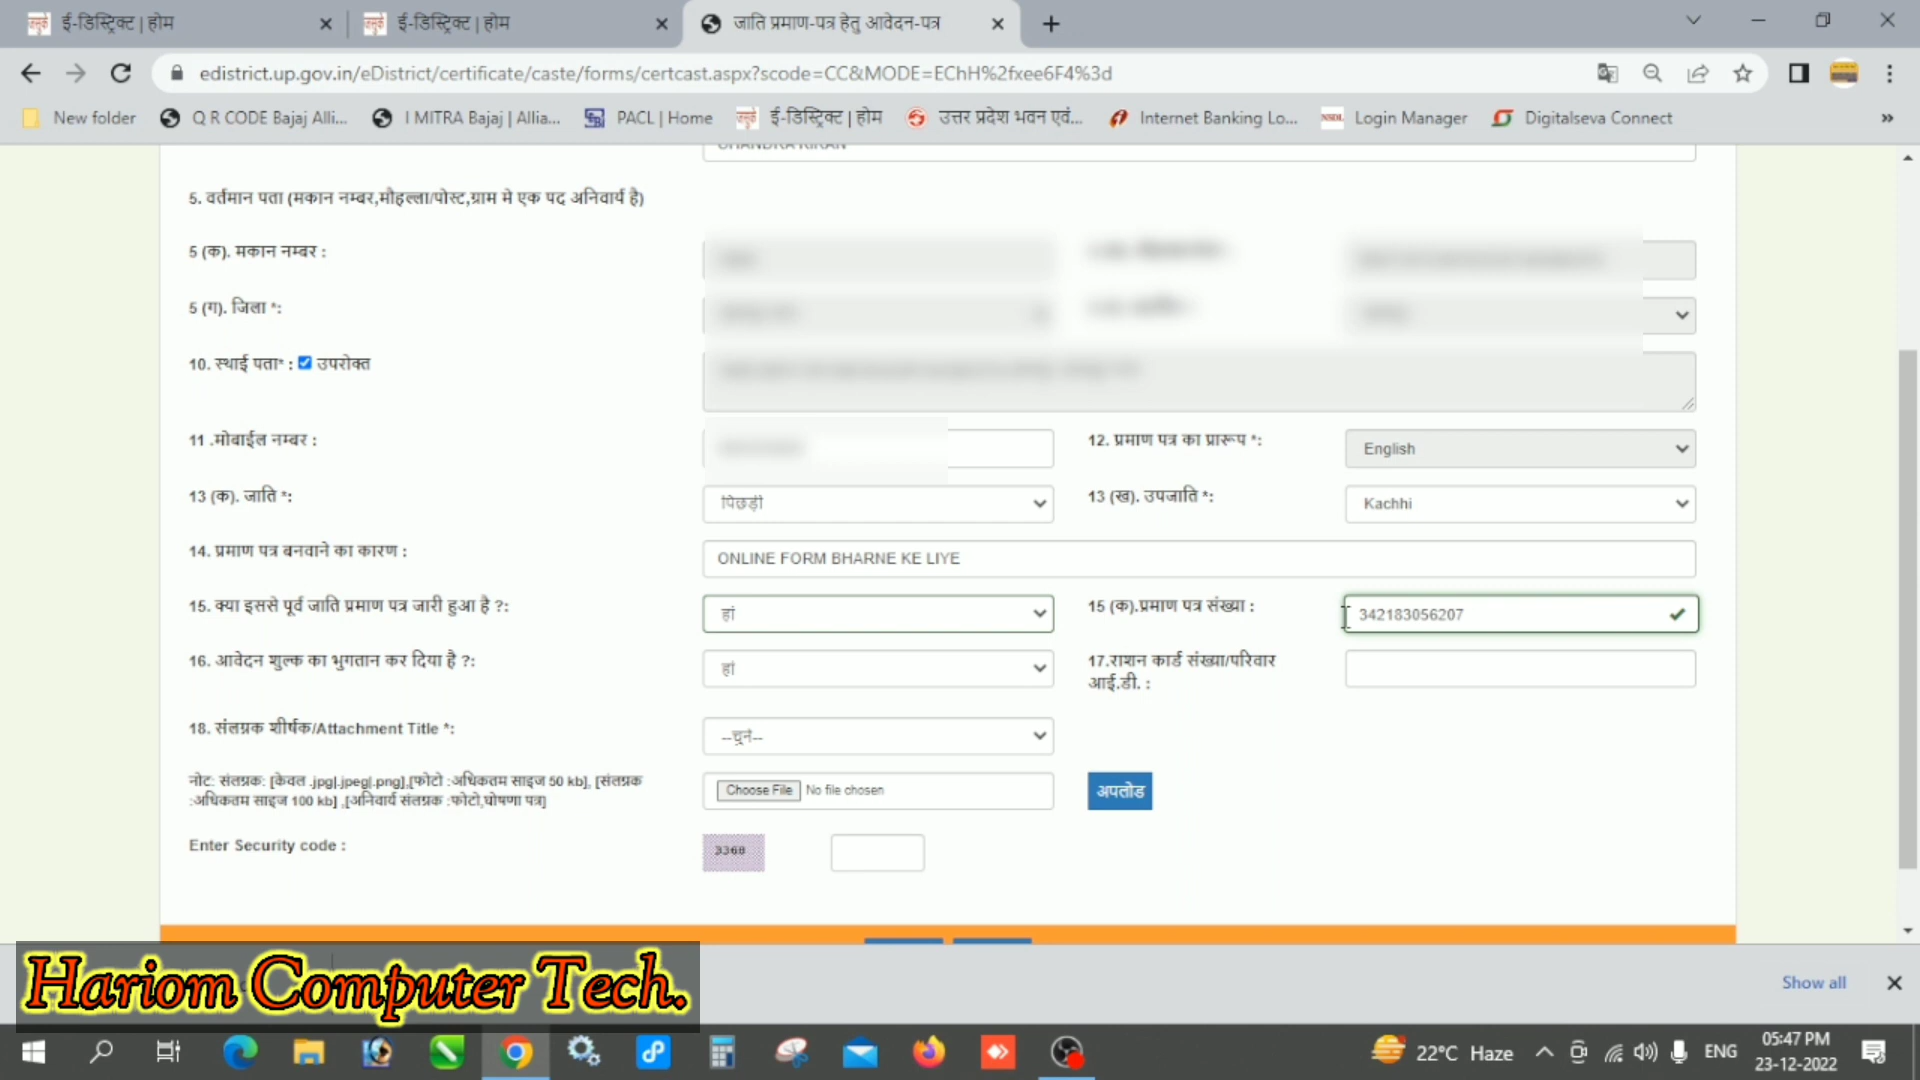 ई-डिस्ट्रिक्ट | होम
ई-डिस्ट्रिक्ट | होम
जाति प्रमाण-पत्र हेतु आवेदन-पत्र
edistrict.up.gov.in/eDistrict/certificate/caste/forms/certcast.aspx?scode=CC&MODE=EChH%2fxee6F4%3d
New folder
Q R CODE Bajaj Alli...
I MITRA Bajaj | Allia...
PACL | Home
ई-डिस्ट्रिक्ट | होम
उत्तर प्रदेश भवन एवं...
Internet Banking Lo...
NSDL Login Manager
Digitalseva Connect
»
CHANDRA KIRAN
5. वर्तमान पता (मकान नम्बर,मौहल्ला/पोस्ट,ग्राम मे एक पद अनिवार्य है)
5 (क). मकान नम्बर :
5 (ग). जिला *:
10. स्थाई पता* : उपरोक्त
11 .मोबाईल नम्बर :
12. प्रमाण पत्र का प्रारूप *: English
13 (क). जाति *: पिछड़ी
13 (ख). उपजाति *: Kachhi
14. प्रमाण पत्र बनवाने का कारण : ONLINE FORM BHARNE KE LIYE
15. क्या इससे पूर्व जाति प्रमाण पत्र जारी हुआ है ?: हां
15 (क).प्रमाण पत्र संख्या : 342183056207
16. आवेदन शुल्क का भुगतान कर दिया है ?: हां
17.राशन कार्ड संख्या/परिवार
आई.डी. :
18. संलग्नक शीर्षक/Attachment Title *: --चुनें--
नोट: संलग्नक: [केवल .jpg|.jpeg|.png],[फोटो :अधिकतम साइज 50 kb], [संलग्नक
:अधिकतम साइज 100 kb] ,[अनिवार्य संलग्नक :फोटो,घोषणा पत्र]
Choose File No file chosen
अपलोड
Enter Security code : 3360
Hariom Computer Tech.
Show all
22°C Haze
ENG
05:47 PM
23-12-2022